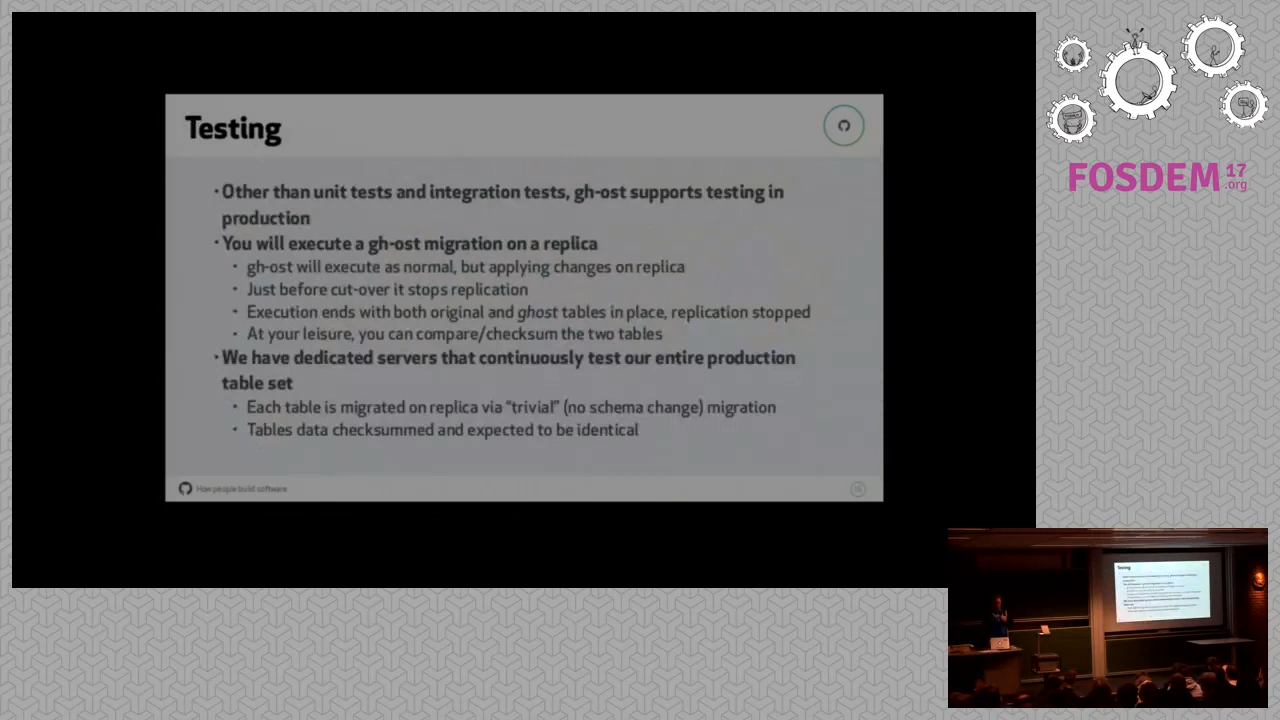 Testing
· Other than unit tests and integration tests, gh-ost supports testing in
production
· You will execute a gh-ost migration on a replica
· gh-ost will execute as normal, but applying changes on replica
· Just before cut-over it stops replication
· Execution ends with both original and ghost tables in place, replication stopped
· At your leisure, you can compare/checksum the two tables
· We have dedicated servers that continuously test our entire production
table set
· Each table is migrated on replica via “trivial” (no schema change) migration
· Tables data checksummed and expected to be identical
How people build software
FOSDEM 17
.org
Testing